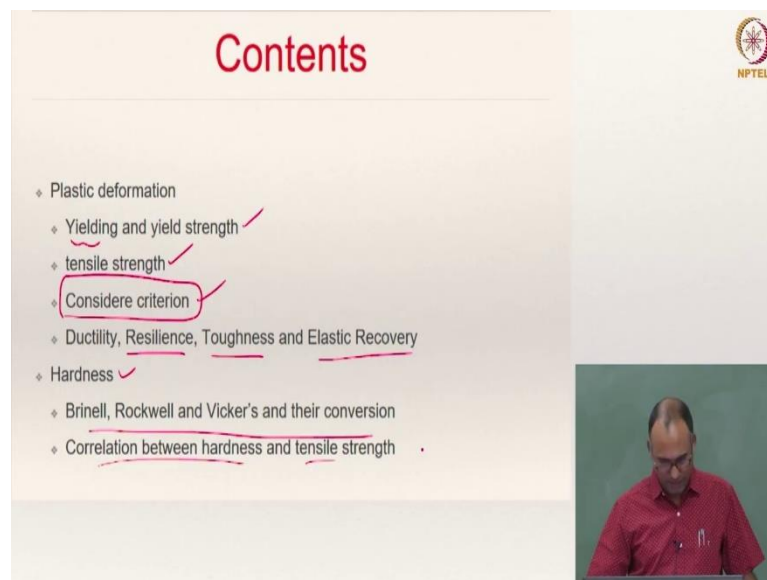 Contents
NPTEL
Plastic deformation
Yielding and yield strength
tensile strength
Considere criterion
Ductility, Resilience, Toughness and Elastic Recovery
Hardness
Brinell, Rockwell and Vicker's and their conversion
Correlation between hardness and tensile strength